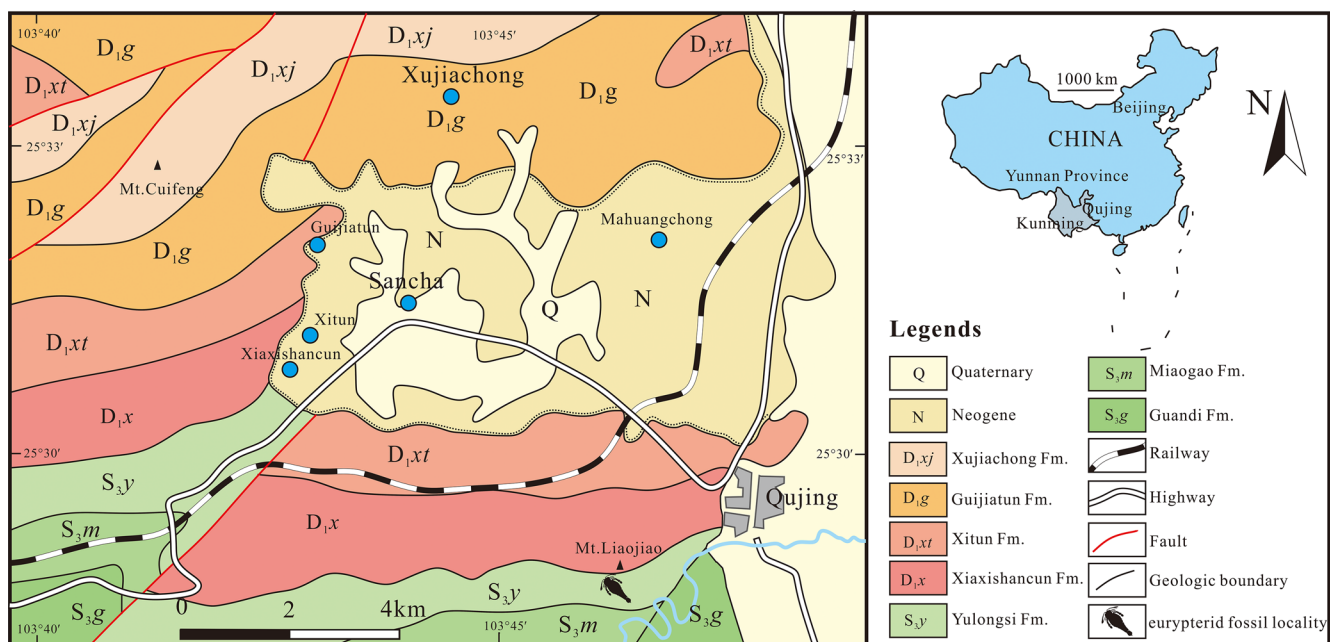 103°40′
103°45′
D₁g
D₁xj
D₁xj
D₁xt
Xujiachong
D₁xt
D₁g
D₁g
D₁xj
25°33′
25°33′
Mt.Cuifeng
D₁g
D₁g
Guijiatun
N
Mahuangchong
Sancha
N
Q
Xitun
D₁xt
Xiaxishancun
D₁x
D₁xt
25°30′
25°30′
S₃y
Qujing
D₁x
S₃m
Mt.Liaojiao
S₃y
S₃g
S₃m
S₃g
0 2 4km
103°40′
103°45′
1000 km
N
Beijing
CHINA
Yunnan Province
Qujing
Kunming
Legends
Q Quaternary
N Neogene
D₁xj Xujiachong Fm.
D₁g Guijiatun Fm.
D₁xt Xitun Fm.
D₁x Xiaxishancun Fm.
S₃y Yulongsi Fm.
S₃m Miaogao Fm.
S₃g Guandi Fm.
Railway
Highway
Fault
Geologic boundary
eurypterid fossil locality